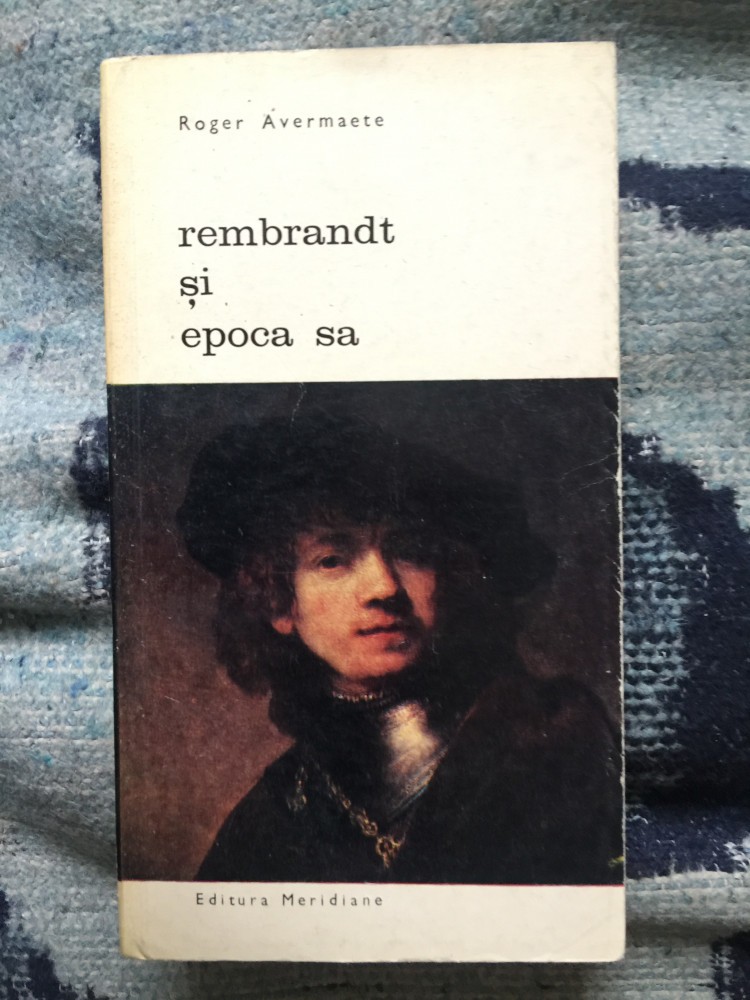 Roger Avermaete
rembrandt
și
epoca sa
Editura Meridiane